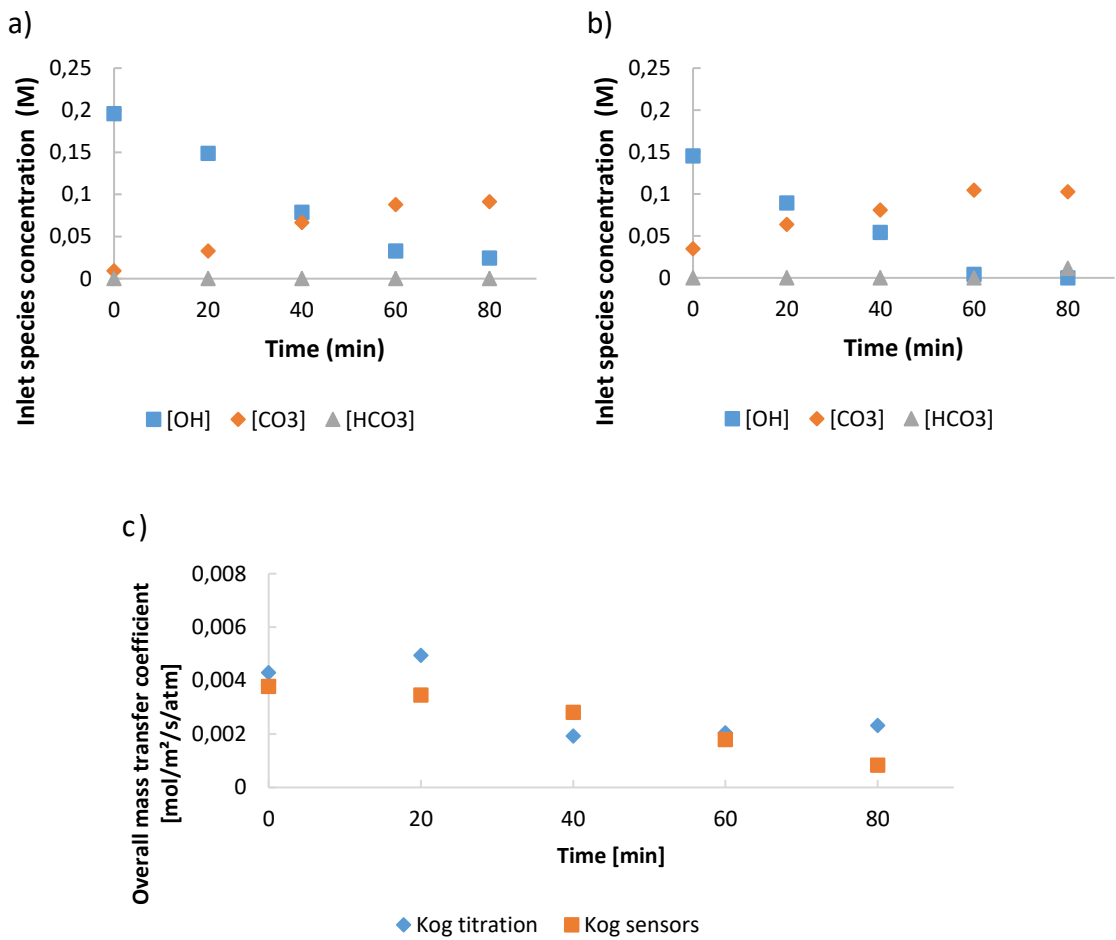 a)
Inlet species concentration (M)
0,25
0,2
0,15
0,1
0,05
0
0 20 40 60 80
Time (min)
[OH] [CO3] [HCO3]
b)
Inlet species concentration (M)
0,25
0,2
0,15
0,1
0,05
0
0 20 40 60 80
Time (min)
[OH] [CO3] [HCO3]
c)
Overall mass transfer coefficient
[mol/m²/s/atm]
0,008
0,006
0,004
0,002
0
0 20 40 60 80
Time [min]
Kog titration Kog sensors